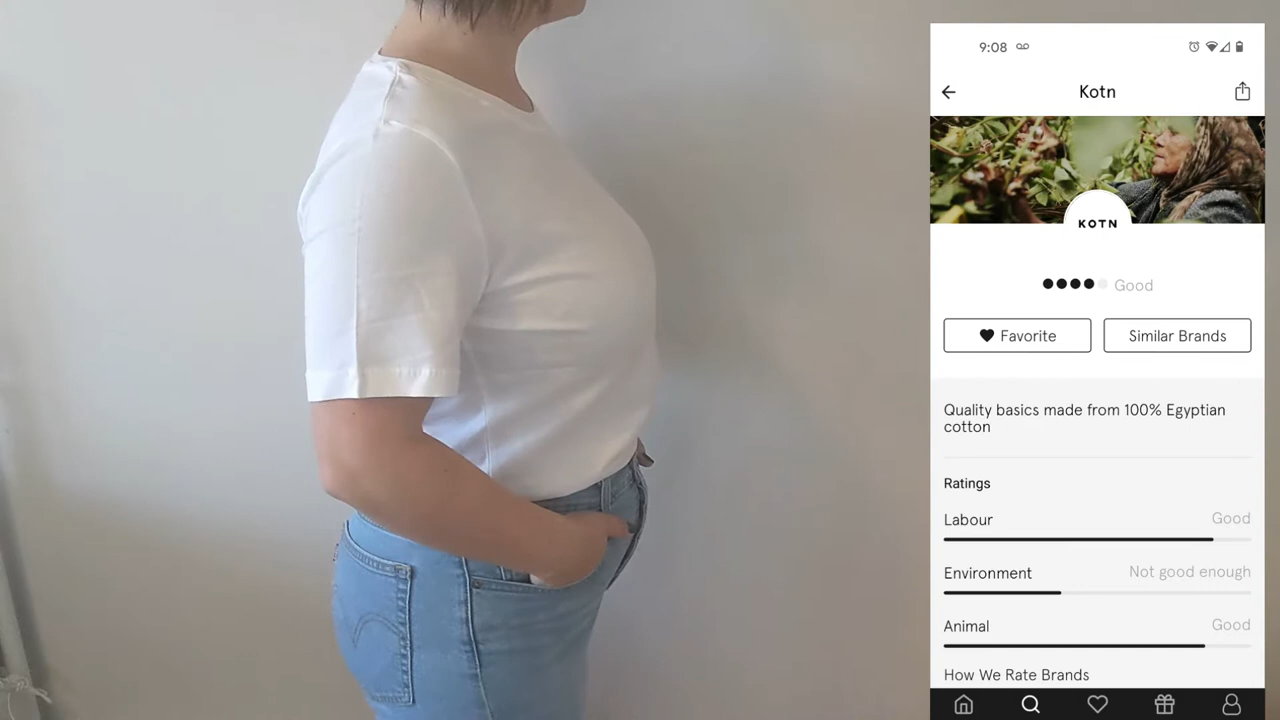 9:08
Kotn
KOTN
Good
Favorite
Similar Brands
Quality basics made from 100% Egyptian
cotton
Ratings
Labour
Good
Environment
Not good enough
Animal
Good
How We Rate Brands